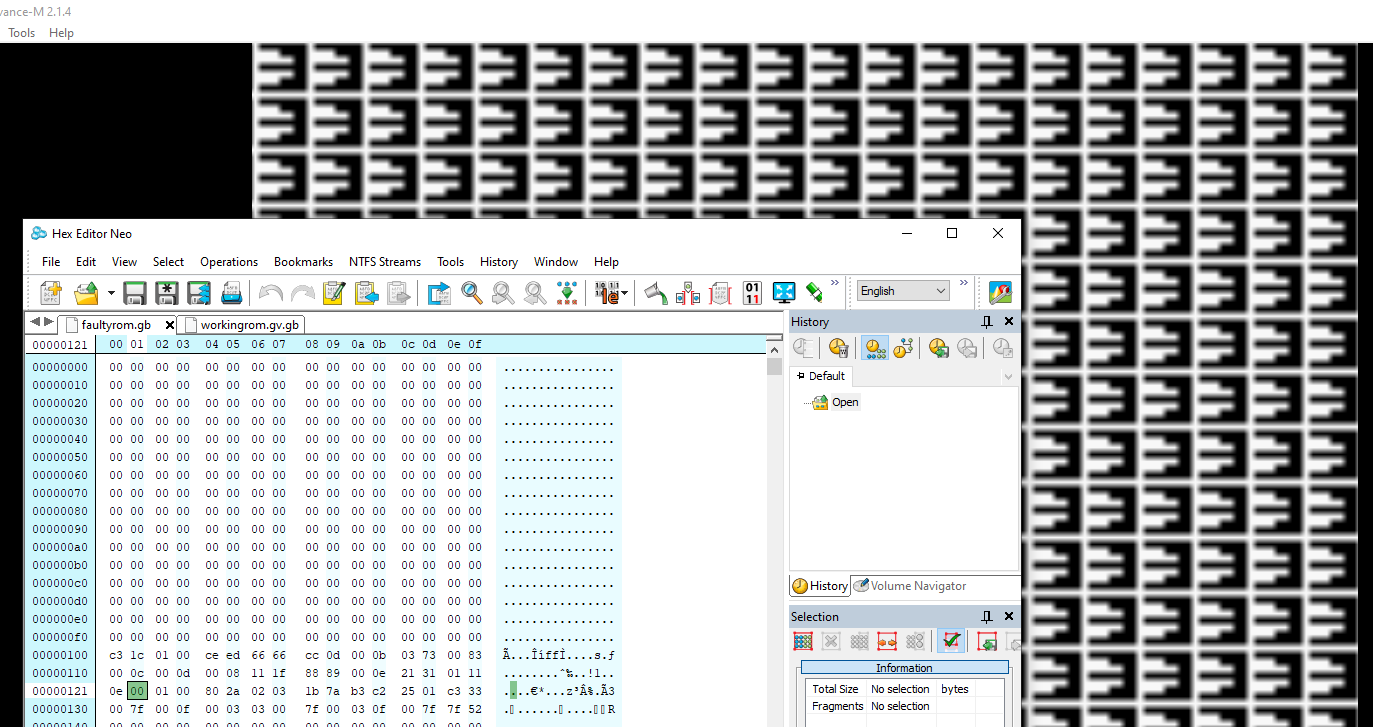 vance-M 2.1.4
Tools Help
Hex Editor Neo
File Edit View Select Operations Bookmarks NTFS Streams Tools History Window Help
English
faultyrom.gb workingrom.gv.gb
History
00000121 00 01 02 03 04 05 06 07 08 09 0a 0b 0c 0d 0e 0f
Default
00000000 00 00 00 00 00 00 00 00 00 00 00 00 00 00 00 00 ................
00000010 00 00 00 00 00 00 00 00 00 00 00 00 00 00 00 00 ................
Open
00000020 00 00 00 00 00 00 00 00 00 00 00 00 00 00 00 00 ................
00000030 00 00 00 00 00 00 00 00 00 00 00 00 00 00 00 00 ................
00000040 00 00 00 00 00 00 00 00 00 00 00 00 00 00 00 00 ................
00000050 00 00 00 00 00 00 00 00 00 00 00 00 00 00 00 00 ................
00000060 00 00 00 00 00 00 00 00 00 00 00 00 00 00 00 00 ................
00000070 00 00 00 00 00 00 00 00 00 00 00 00 00 00 00 00 ................
00000080 00 00 00 00 00 00 00 00 00 00 00 00 00 00 00 00 ................
00000090 00 00 00 00 00 00 00 00 00 00 00 00 00 00 00 00 ................
000000a0 00 00 00 00 00 00 00 00 00 00 00 00 00 00 00 00 ................
000000b0 00 00 00 00 00 00 00 00 00 00 00 00 00 00 00 00 ................
000000c0 00 00 00 00 00 00 00 00 00 00 00 00 00 00 00 00 ................
History Volume Navigator
000000d0 00 00 00 00 00 00 00 00 00 00 00 00 00 00 00 00 ................
000000e0 00 00 00 00 00 00 00 00 00 00 00 00 00 00 00 00 ................
Selection
000000f0 00 00 00 00 00 00 00 00 00 00 00 00 00 00 00 00 ................
00000100 c3 1c 01 00 ce ed 66 66 cc 0d 00 0b 03 73 00 83
00000110 00 0c 00 0d 00 08 11 1f 88 89 00 0e 21 31 01 11
Information
00000121 0e 00 01 00 80 2a 02 03 1b 7a b3 c2 25 01 c3 33
Total Size No selection bytes
00000130 00 7f 00 0f 00 03 03 00 7f 00 03 0f 00 7f 7f 52
Fragments No selection